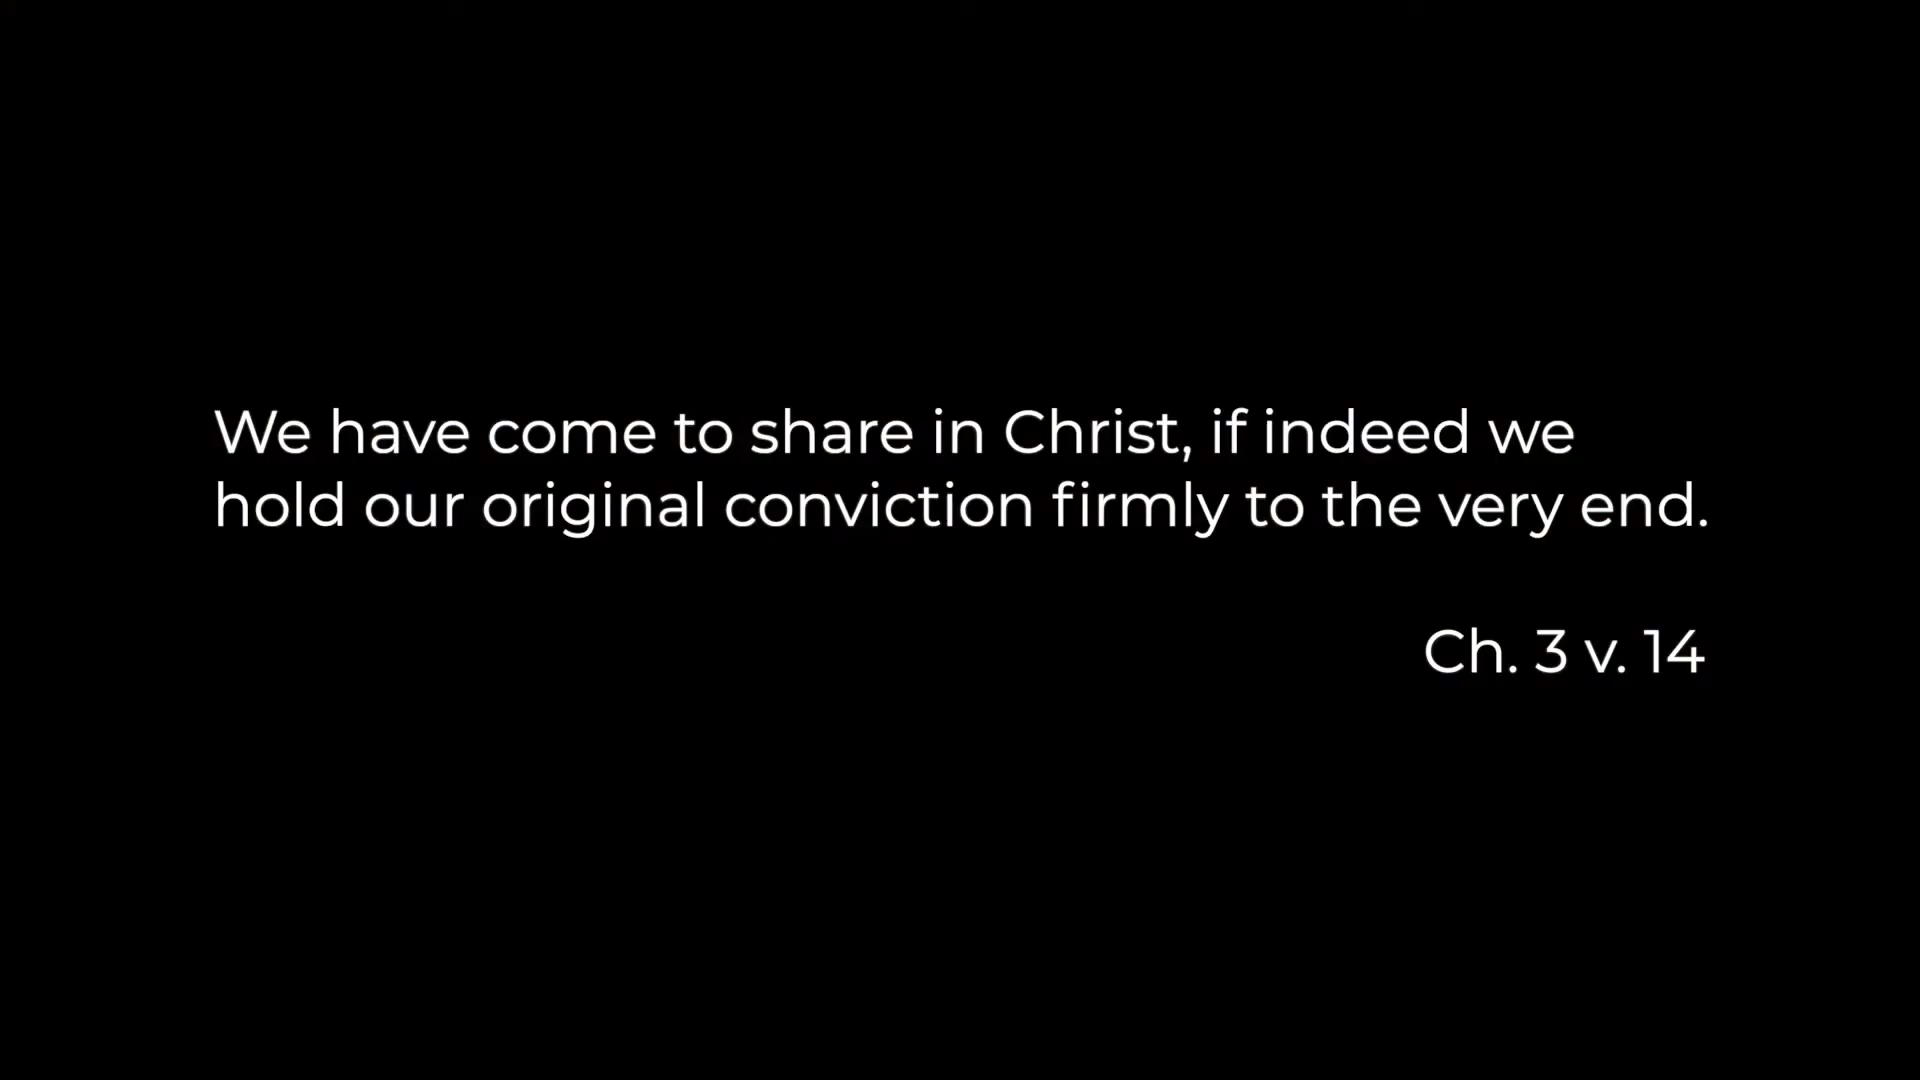 We have come to share in Christ, if indeed we
hold our original conviction firmly to the very end.
Ch. 3 v. 14